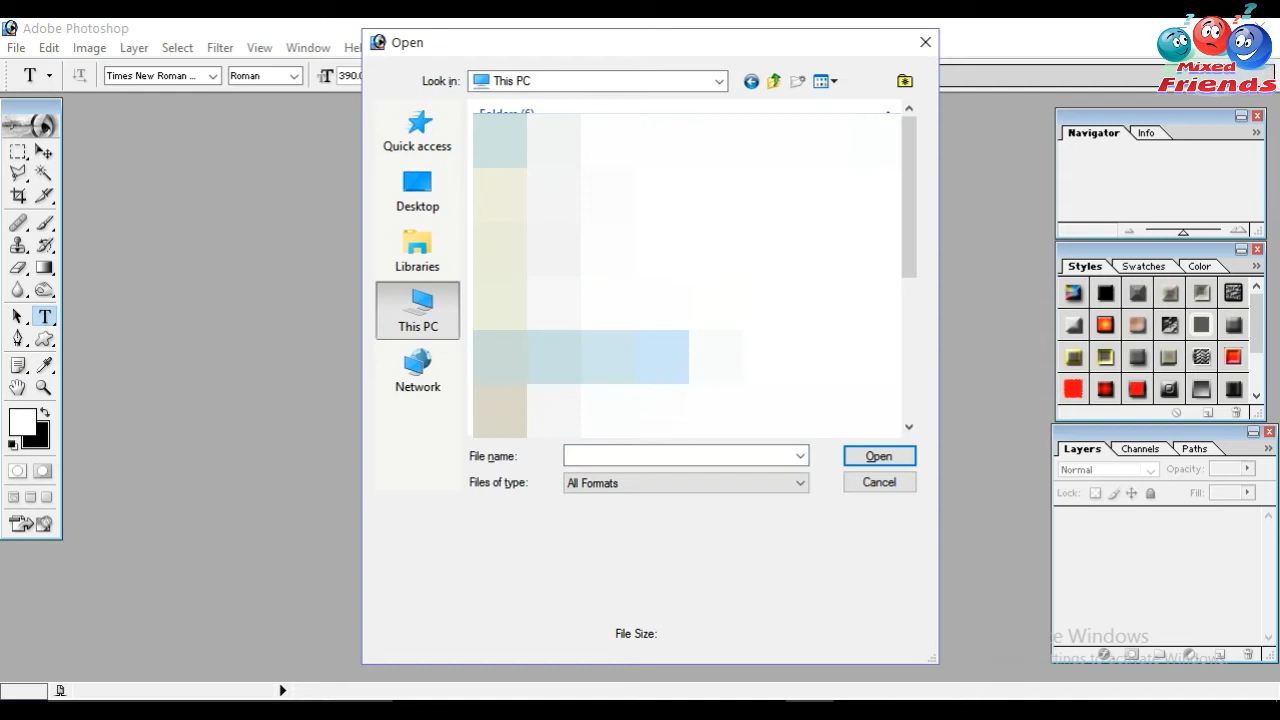 Adobe Photoshop
File Edit Image Layer Select Filter View Window
T Times New Roman ... Roman T
Open
Look in: This PC
Folders (6)
Quick access
Desktop
Libraries
This PC
Network
File name:
Open
Files of type: All Formats
Cancel
File Size:
Mixed
Friends
Navigator Info
Styles Swatches Color
Layers Channels Paths
Normal Opacity:
Lock: Fill: